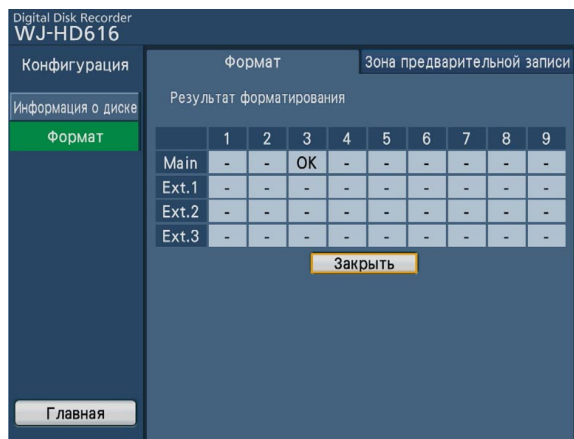 Digital Disk Recorder
WJ-HD616
Конфигурация
Информация о диске
Формат
Главная
Формат
Зона предварительной записи
Результат форматирования
1 2 3 4 5 6 7 8 9
Main - - OK - - - - - -
Ext.1 - - - - - - - - -
Ext.2 - - - - - - - - -
Ext.3 - - - - - - - - -
Закрыть